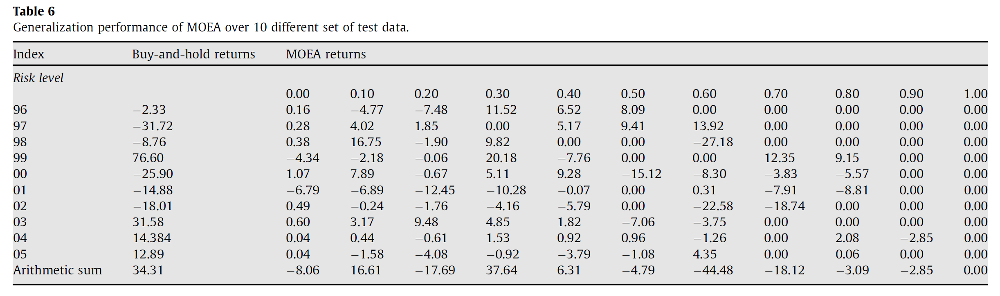 Table 6
Generalization performance of MOEA over 10 different set of test data.
Index Buy-and-hold returns MOEA returns
Risk level
0.00 0.10 0.20 0.30 0.40 0.50 0.60 0.70 0.80 0.90 1.00
96 −2.33 0.16 −4.77 −7.48 11.52 6.52 8.09 0.00 0.00 0.00 0.00 0.00
97 −31.72 0.28 4.02 1.85 0.00 5.17 9.41 13.92 0.00 0.00 0.00 0.00
98 −8.76 0.38 16.75 −1.90 9.82 0.00 0.00 −27.18 0.00 0.00 0.00 0.00
99 76.60 −4.34 −2.18 −0.06 20.18 −7.76 0.00 0.00 12.35 9.15 0.00 0.00
00 −25.90 1.07 7.89 −0.67 5.11 9.28 −15.12 −8.30 −3.83 −5.57 0.00 0.00
01 −14.88 −6.79 −6.89 −12.45 −10.28 −0.07 0.00 0.31 −7.91 −8.81 0.00 0.00
02 −18.01 0.49 −0.24 −1.76 −4.16 −5.79 0.00 −22.58 −18.74 0.00 0.00 0.00
03 31.58 0.60 3.17 9.48 4.85 1.82 −7.06 −3.75 0.00 0.00 0.00 0.00
04 14.384 0.04 0.44 −0.61 1.53 0.92 0.96 −1.26 0.00 2.08 −2.85 0.00
05 12.89 0.04 −1.58 −4.08 −0.92 −3.79 −1.08 4.35 0.00 0.06 0.00 0.00
Arithmetic sum 34.31 −8.06 16.61 −17.69 37.64 6.31 −4.79 −44.48 −18.12 −3.09 −2.85 0.00